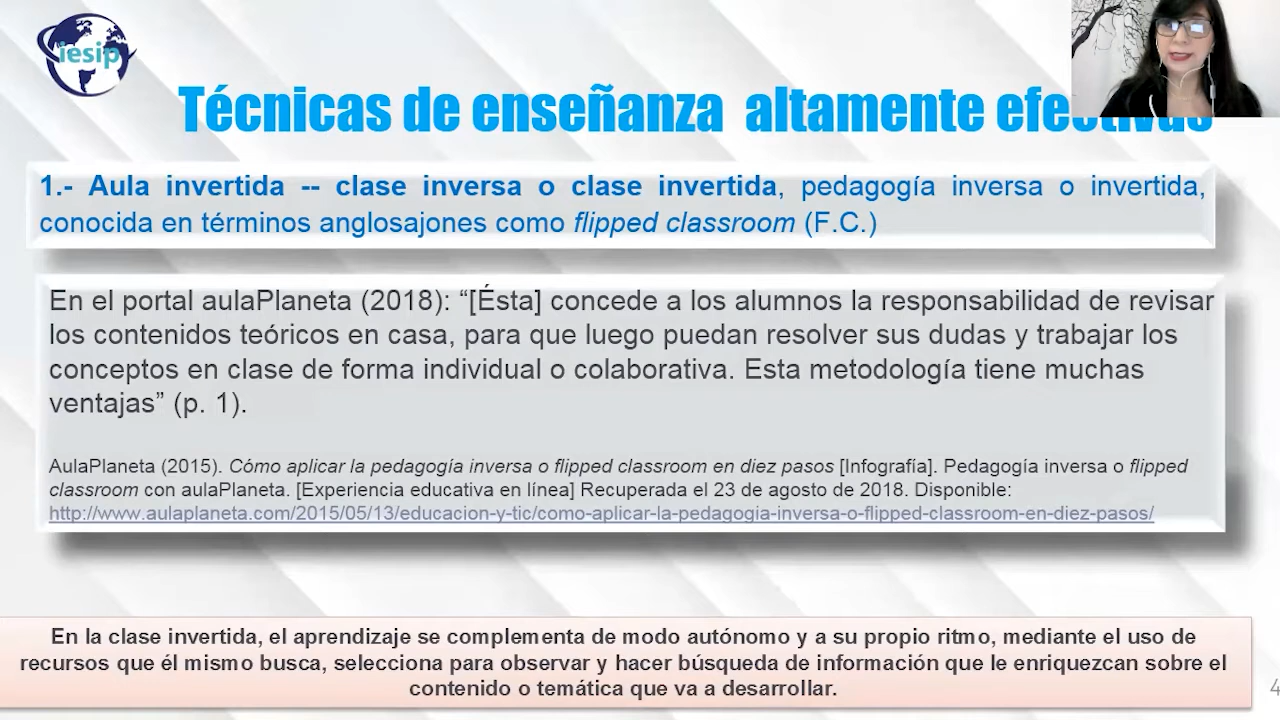 iesip
Técnicas de enseñanza altamente efectivas
1.- Aula invertida -- clase inversa o clase invertida, pedagogía inversa o invertida,
conocida en términos anglosajones como flipped classroom (F.C.)
En el portal aulaPlaneta (2018): “[Ésta] concede a los alumnos la responsabilidad de revisar
los contenidos teóricos en casa, para que luego puedan resolver sus dudas y trabajar los
conceptos en clase de forma individual o colaborativa. Esta metodología tiene muchas
ventajas” (p. 1).
AulaPlaneta (2015). Cómo aplicar la pedagogía inversa o flipped classroom en diez pasos [Infografía]. Pedagogía inversa o flipped
classroom con aulaPlaneta. [Experiencia educativa en línea] Recuperada el 23 de agosto de 2018. Disponible:
http://www.aulaplaneta.com/2015/05/13/educacion-y-tic/como-aplicar-la-pedagogia-inversa-o-flipped-classroom-en-diez-pasos/
En la clase invertida, el aprendizaje se complementa de modo autónomo y a su propio ritmo, mediante el uso de
recursos que él mismo busca, selecciona para observar y hacer búsqueda de información que le enriquezcan sobre el
contenido o temática que va a desarrollar.
4